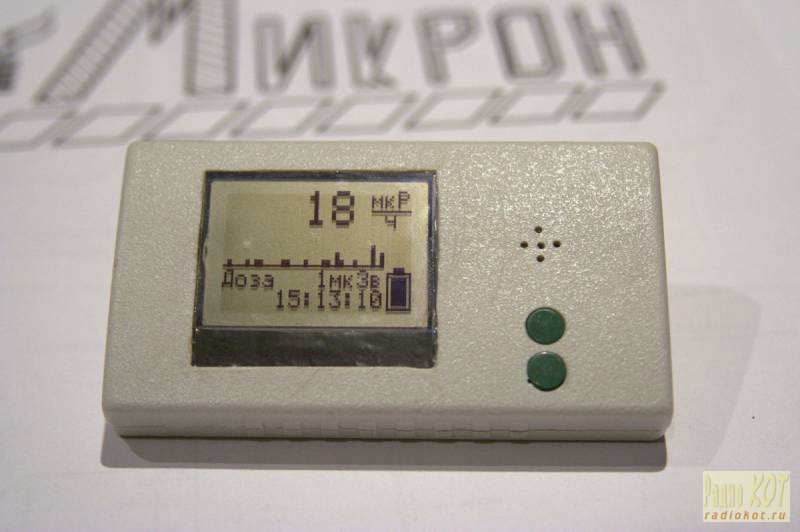 Микрон
18 мкР
ч
Доза 1мкЗв
15:13:10
Радио КОТ
radiokot.ru